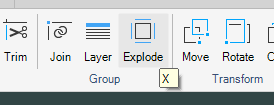 Trim Join Layer Explode Move Rotate
Group X Transform